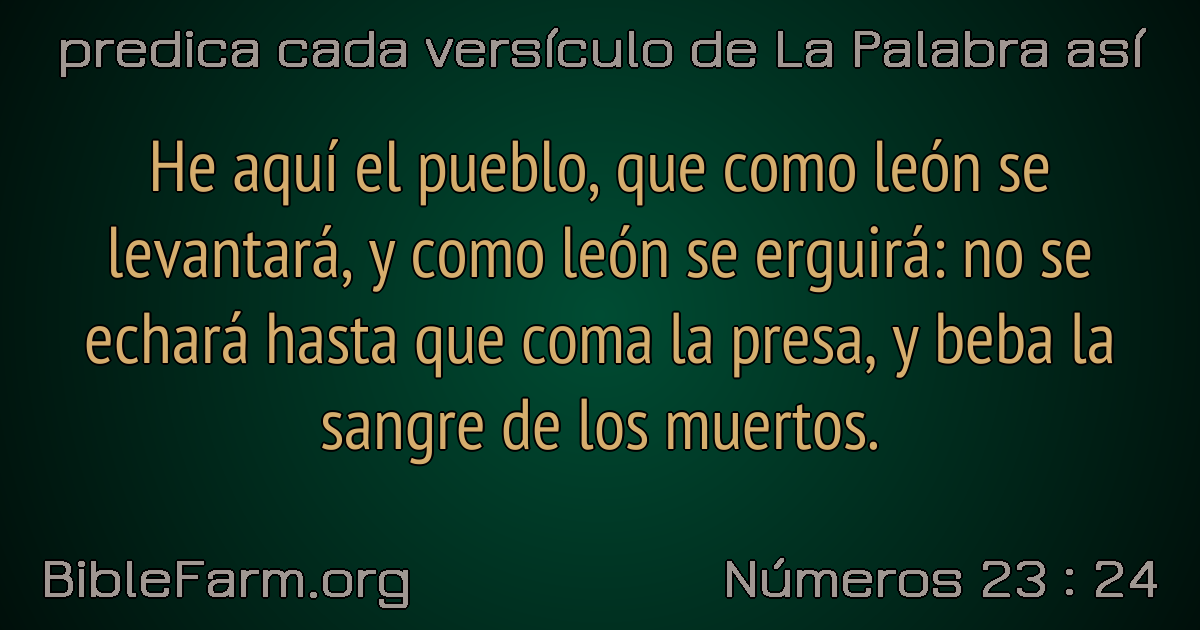 predica cada versículo de La Palabra así
He aquí el pueblo, que como león se
levantará, y como león se erguirá: no se
echará hasta que coma la presa, y beba la
sangre de los muertos.
BibleFarm.org
Números 23 : 24